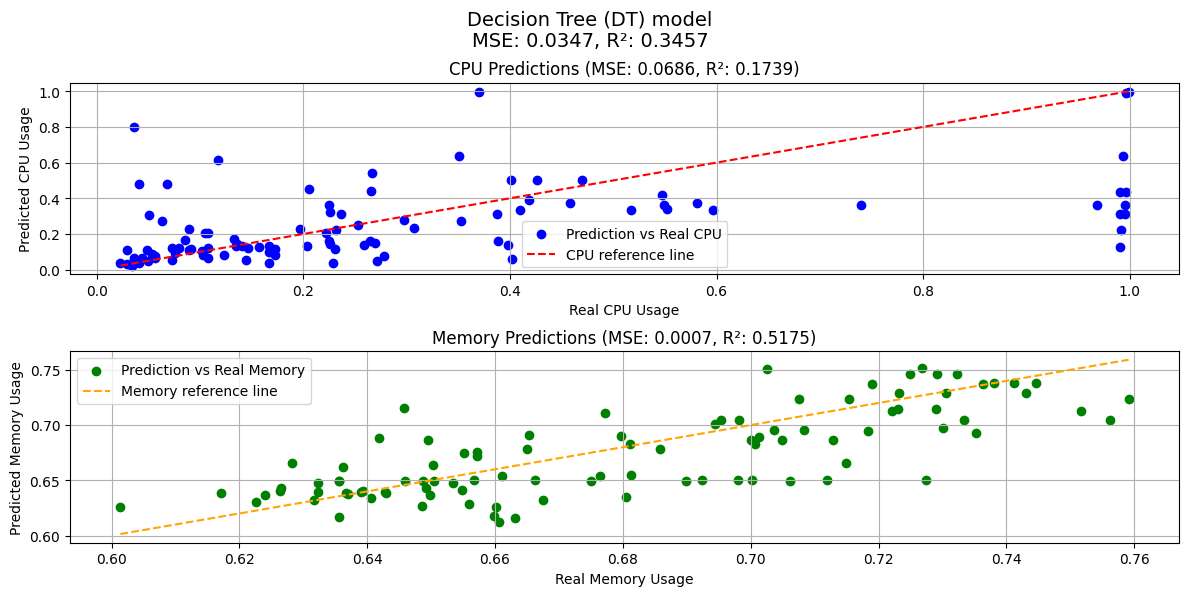 Decision Tree (DT) model
MSE: 0.0347, R²: 0.3457
CPU Predictions (MSE: 0.0686, R²: 0.1739)
Predicted CPU Usage
1.0
0.8
0.6
0.4
0.2
0.0
Prediction vs Real CPU
CPU reference line
0.0 0.2 0.4 0.6 0.8 1.0
Real CPU Usage
Memory Predictions (MSE: 0.0007, R²: 0.5175)
Predicted Memory Usage
0.75
0.70
0.65
0.60
Prediction vs Real Memory
Memory reference line
0.60 0.62 0.64 0.66 0.68 0.70 0.72 0.74 0.76
Real Memory Usage